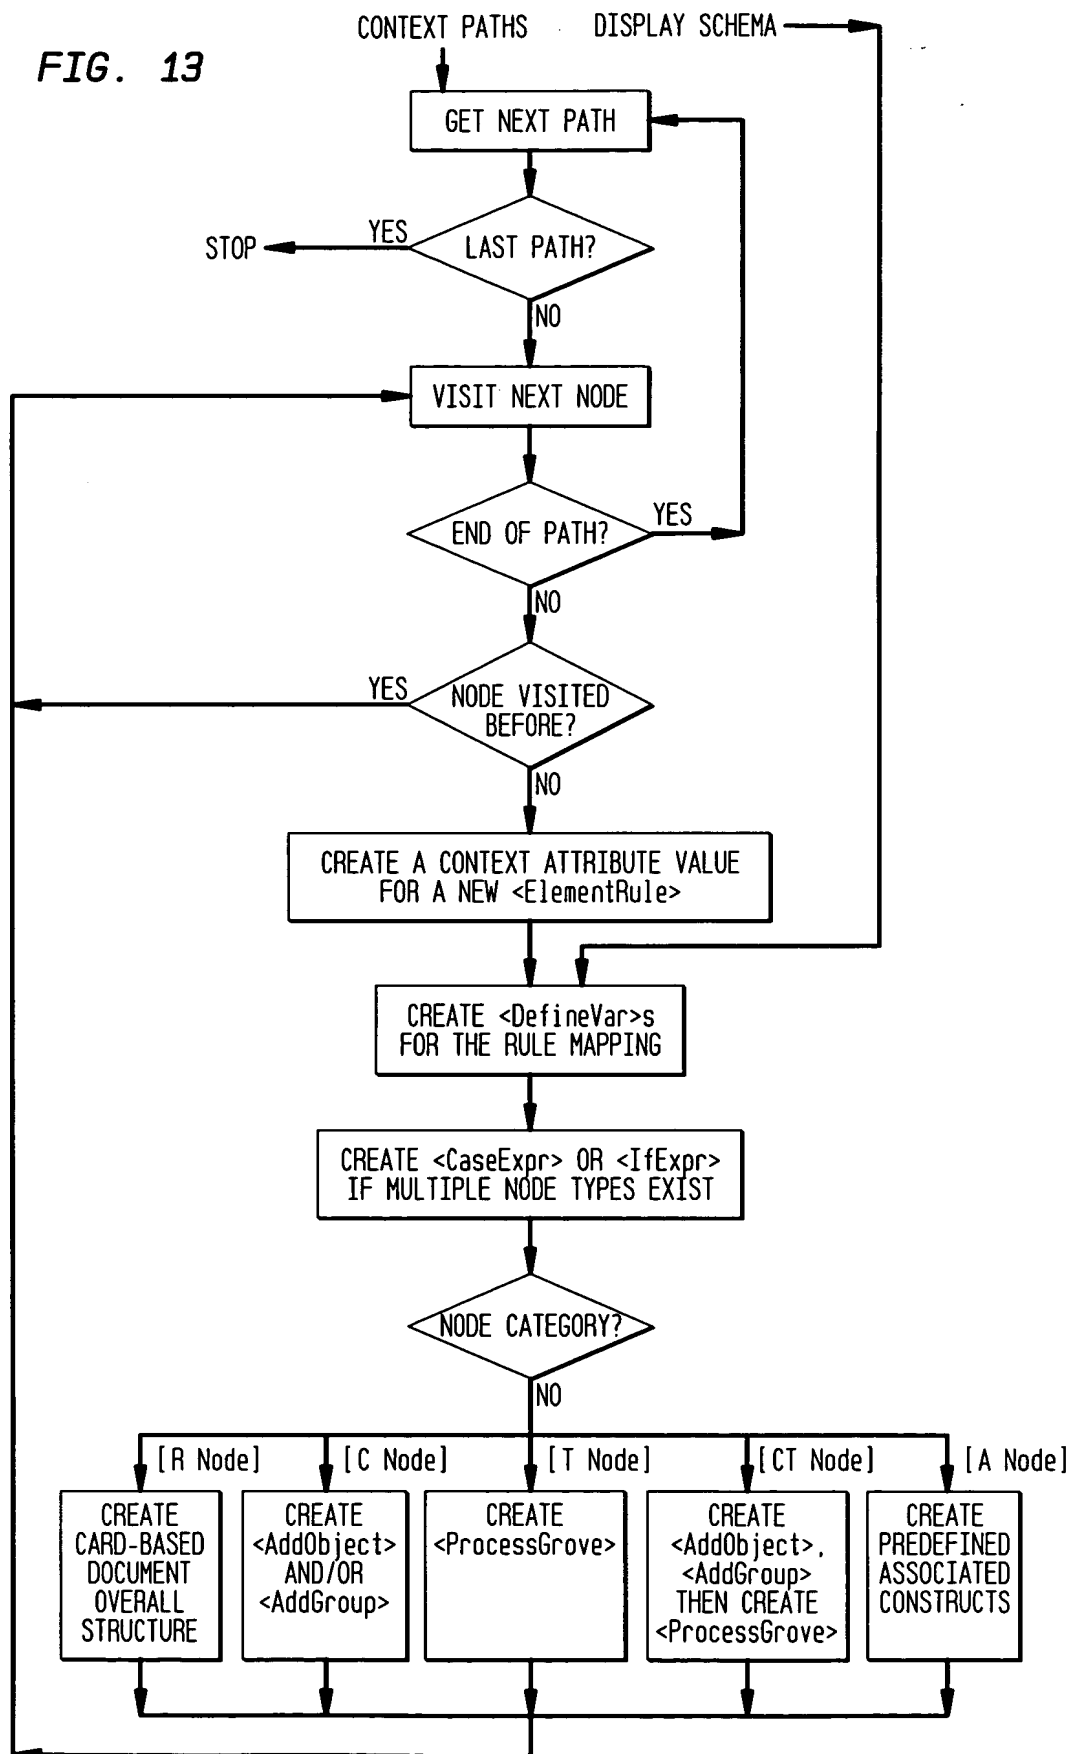 CONTEXT PATHS DISPLAY SCHEMA
FIG. 13
GET NEXT PATH
YES
LAST PATH?
STOP
NO
VISIT NEXT NODE
END OF PATH?
YES
NO
YES
NODE VISITED
BEFORE?
NO
CREATE A CONTEXT ATTRIBUTE VALUE
FOR A NEW <ElementRule>
CREATE <DefineVar>s
FOR THE RULE MAPPING
CREATE <CaseExpr> OR <IfExpr>
IF MULTIPLE NODE TYPES EXIST
NODE CATEGORY?
NO
[R Node]
[C Node]
[T Node]
[CT Node]
[A Node]
CREATE
CARD-BASED
DOCUMENT
OVERALL
STRUCTURE
CREATE
<AddObject>
AND/OR
<AddGroup>
CREATE
<ProcessGrove>
CREATE
<AddObject>,
<AddGroup>
THEN CREATE
<ProcessGrove>
CREATE
PREDEFINED
ASSOCIATED
CONSTRUCTS